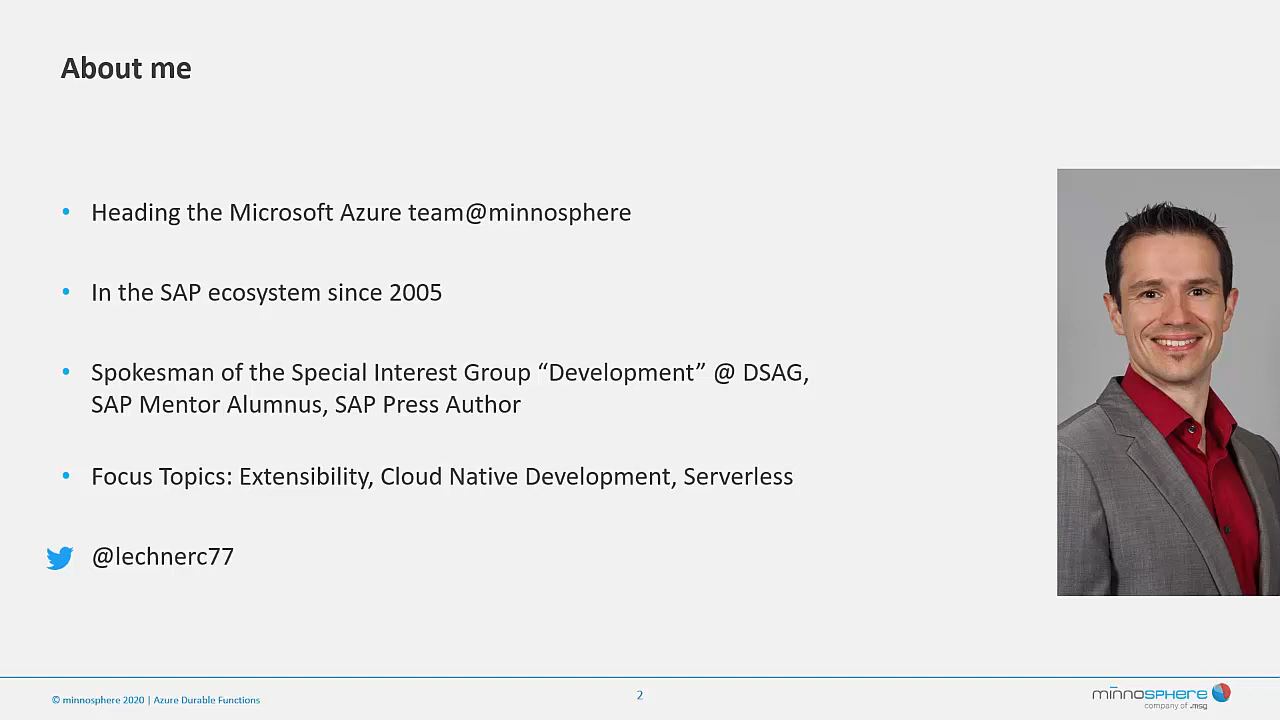 About me
• Heading the Microsoft Azure team@minnosphere
• In the SAP ecosystem since 2005
• Spokesman of the Special Interest Group “Development” @ DSAG,
SAP Mentor Alumnus, SAP Press Author
• Focus Topics: Extensibility, Cloud Native Development, Serverless
@lechnerc77
© minnosphere 2020 | Azure Durable Functions
2
minnosphere
company of .msg